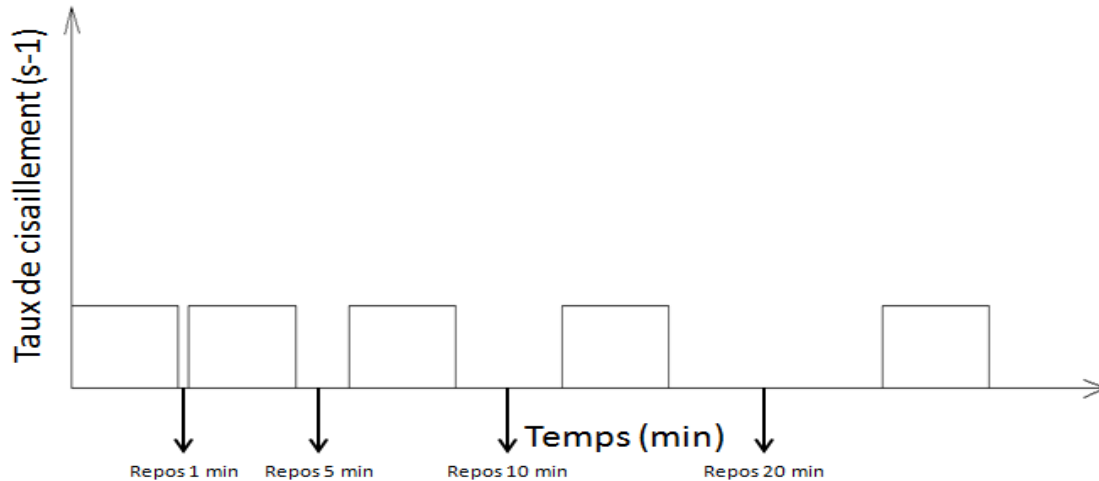 Taux de cisaillement (s-1)
Temps (min)
Repos 1 min
Repos 5 min
Repos 10 min
Repos 20 min